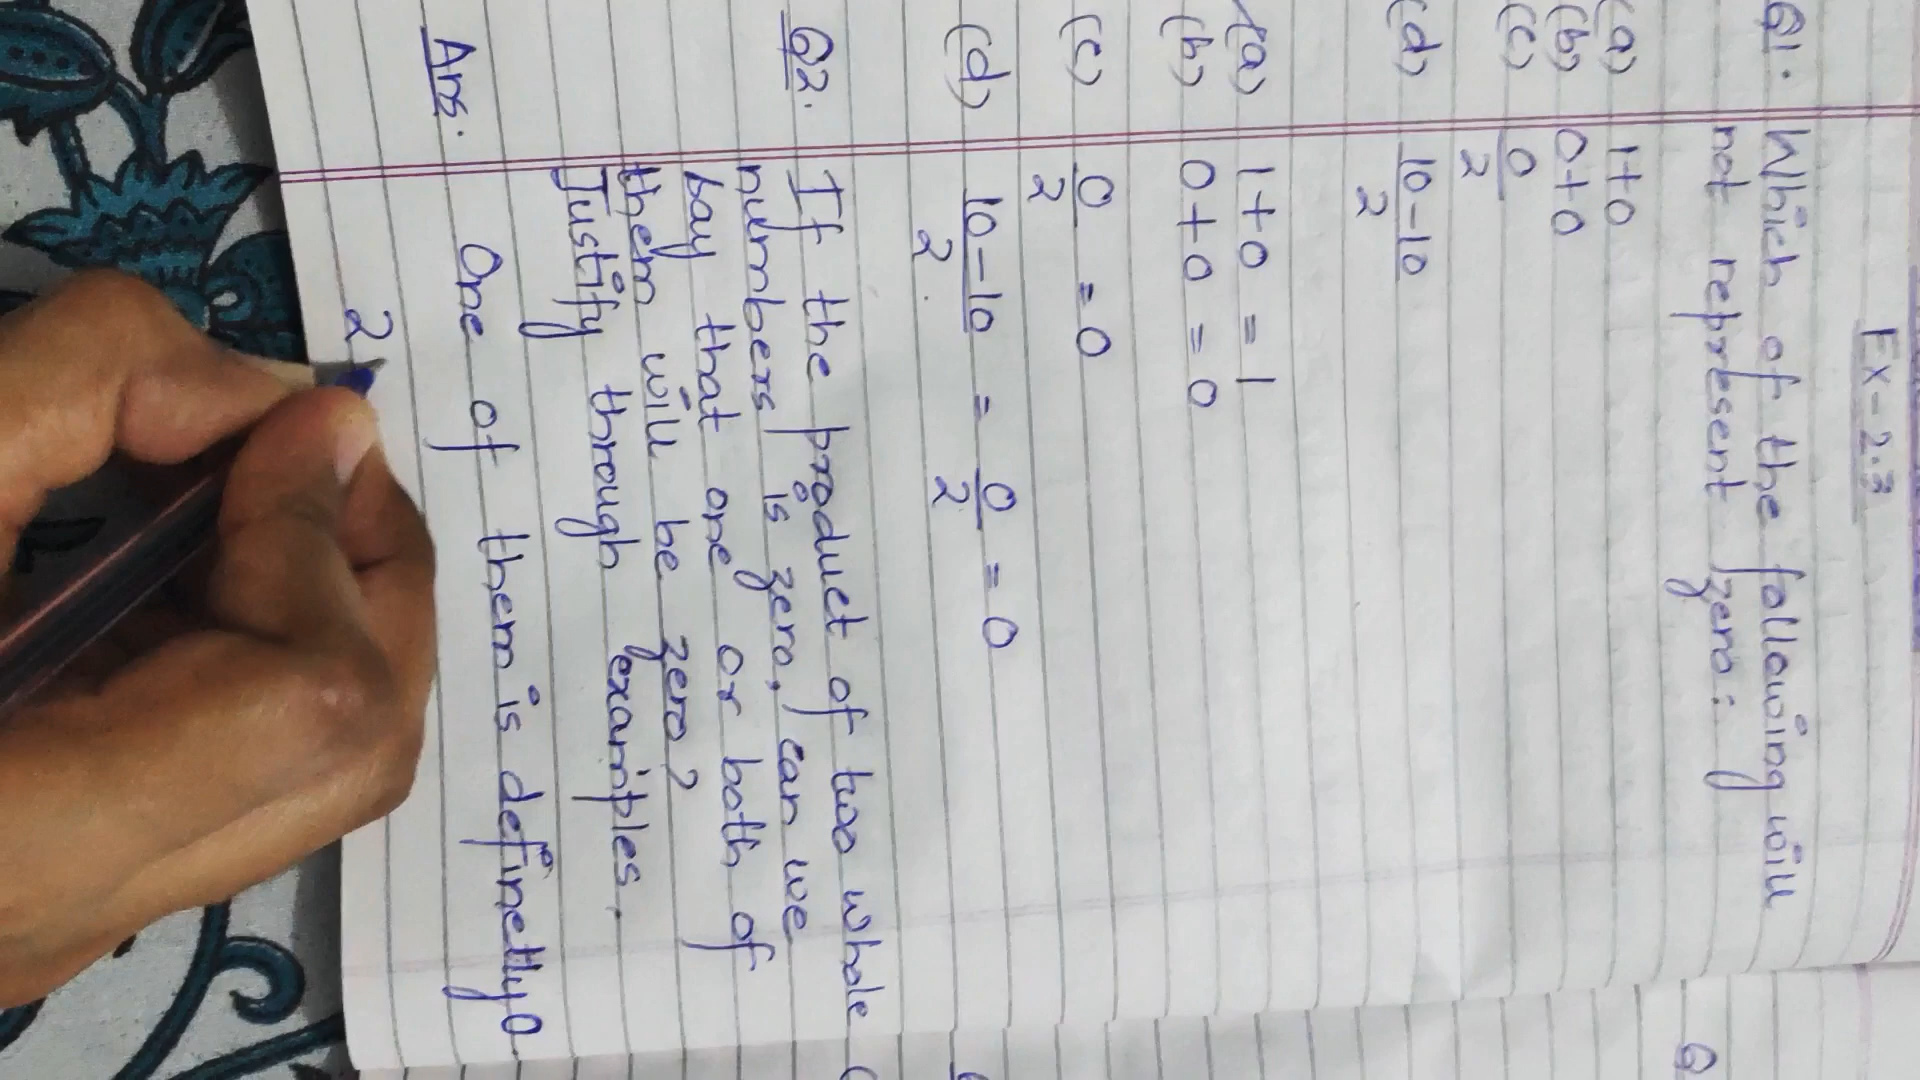 Ex-2.3
Q1. Which of the following will
not represent zero:
(a) 1+0
(b) 0+0
(c) 0/2
(d) 10-10/2
(a) 1+0 = 1
(b) 0+0 = 0
(c) 0/2 = 0
(d) 10-10/2 = 0/2 = 0
Q2. If the product of two whole
numbers is zero, can we
say that one or both of
them will be zero?
Justify through examples.
Ans. One of them is definetly 0
2